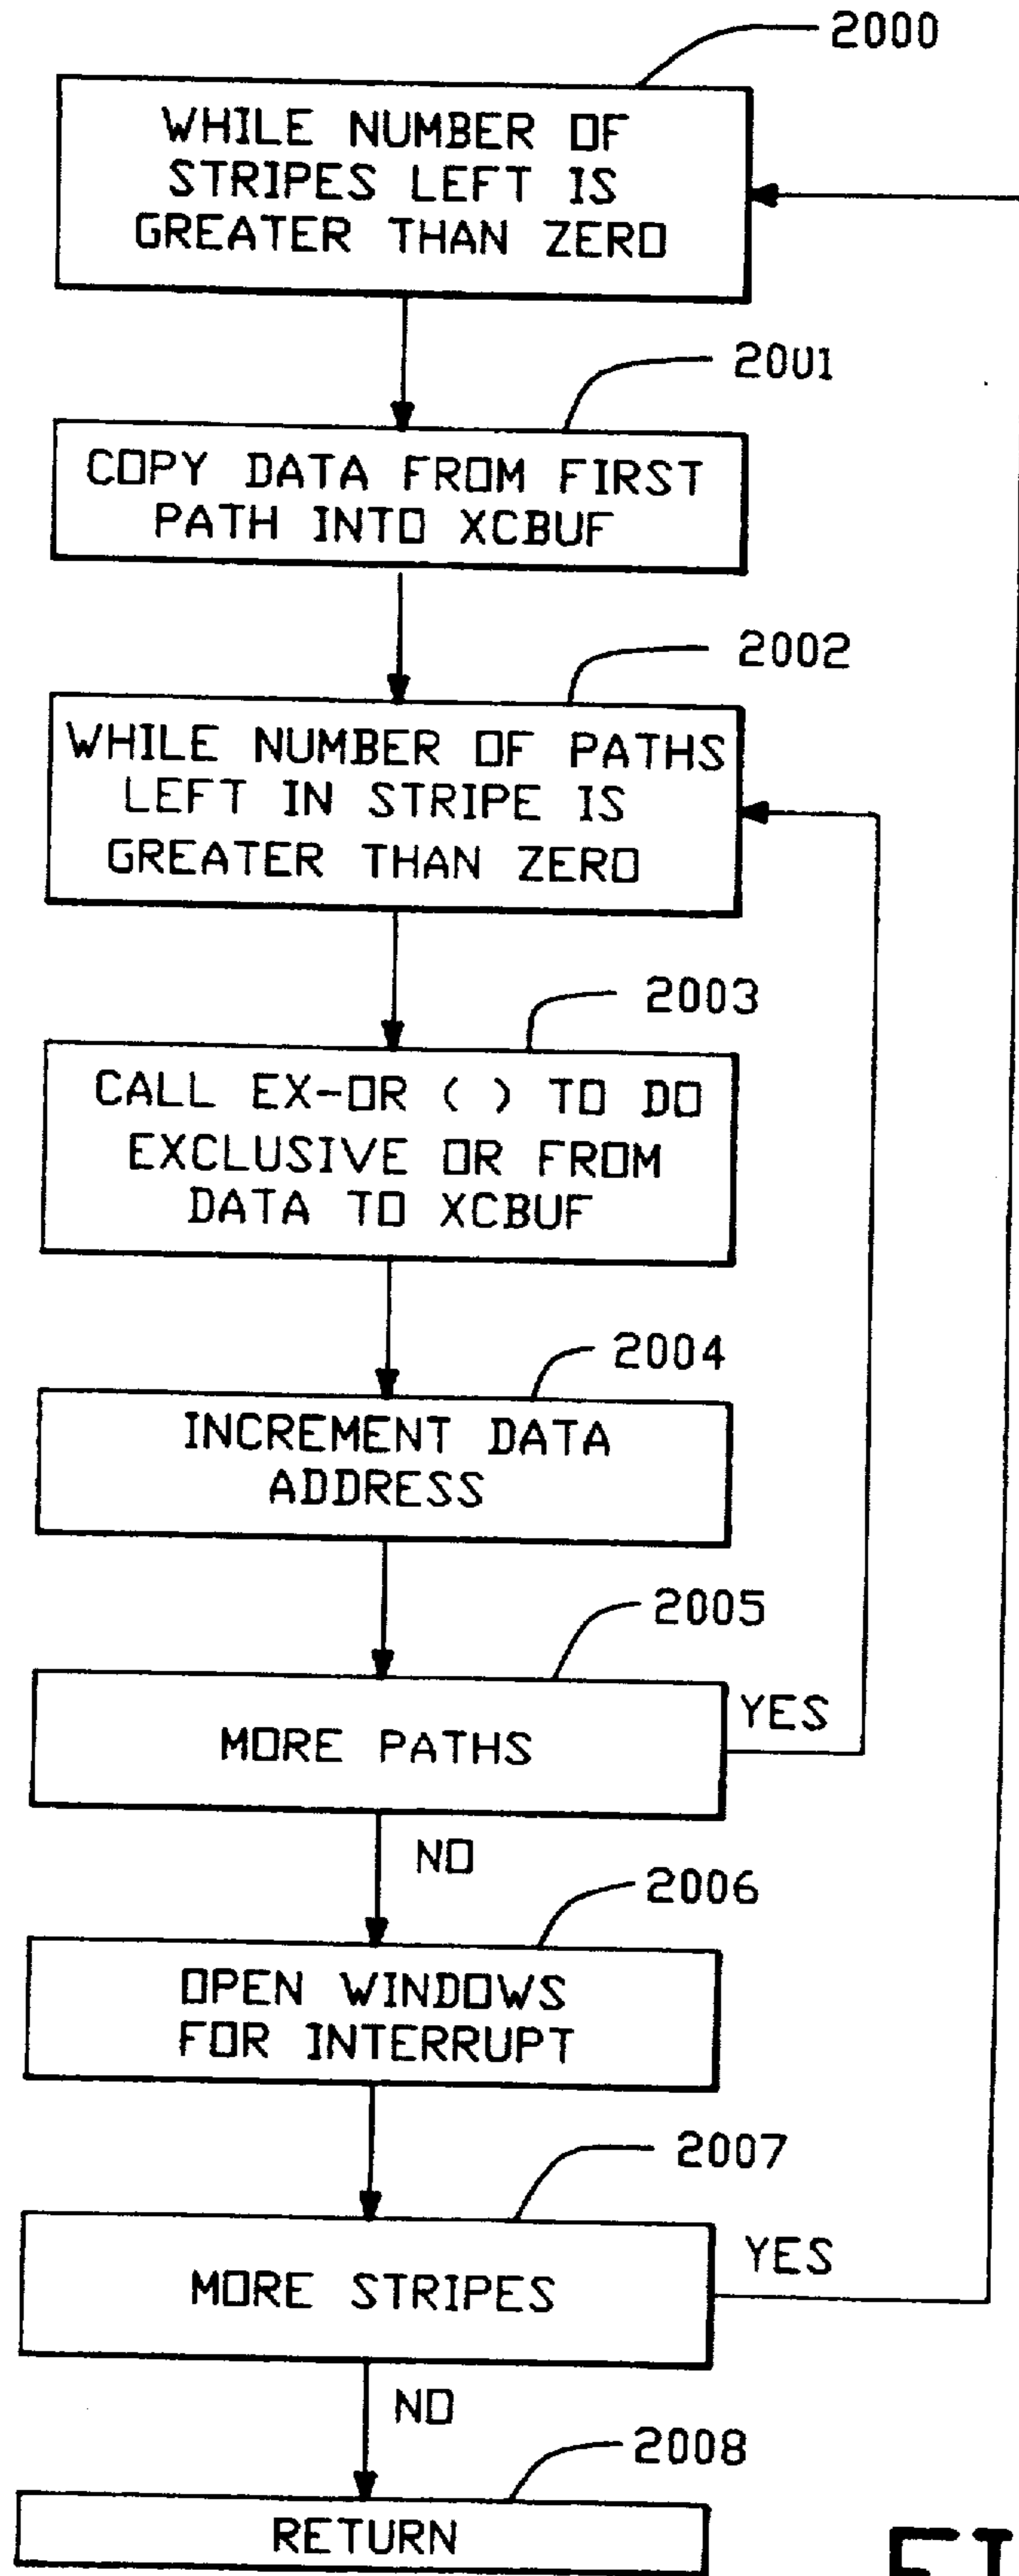 2000
WHILE NUMBER OF
STRIPES LEFT IS
GREATER THAN ZERO
2001
COPY DATA FROM FIRST
PATH INTO XCBUF
2002
WHILE NUMBER OF PATHS
LEFT IN STRIPE IS
GREATER THAN ZERO
2003
CALL EX-OR ( ) TO DO
EXCLUSIVE OR FROM
DATA TO XCBUF
2004
INCREMENT DATA
ADDRESS
2005
MORE PATHS
YES
NO
2006
OPEN WINDOWS
FOR INTERRUPT
2007
MORE STRIPES
YES
NO
2008
RETURN